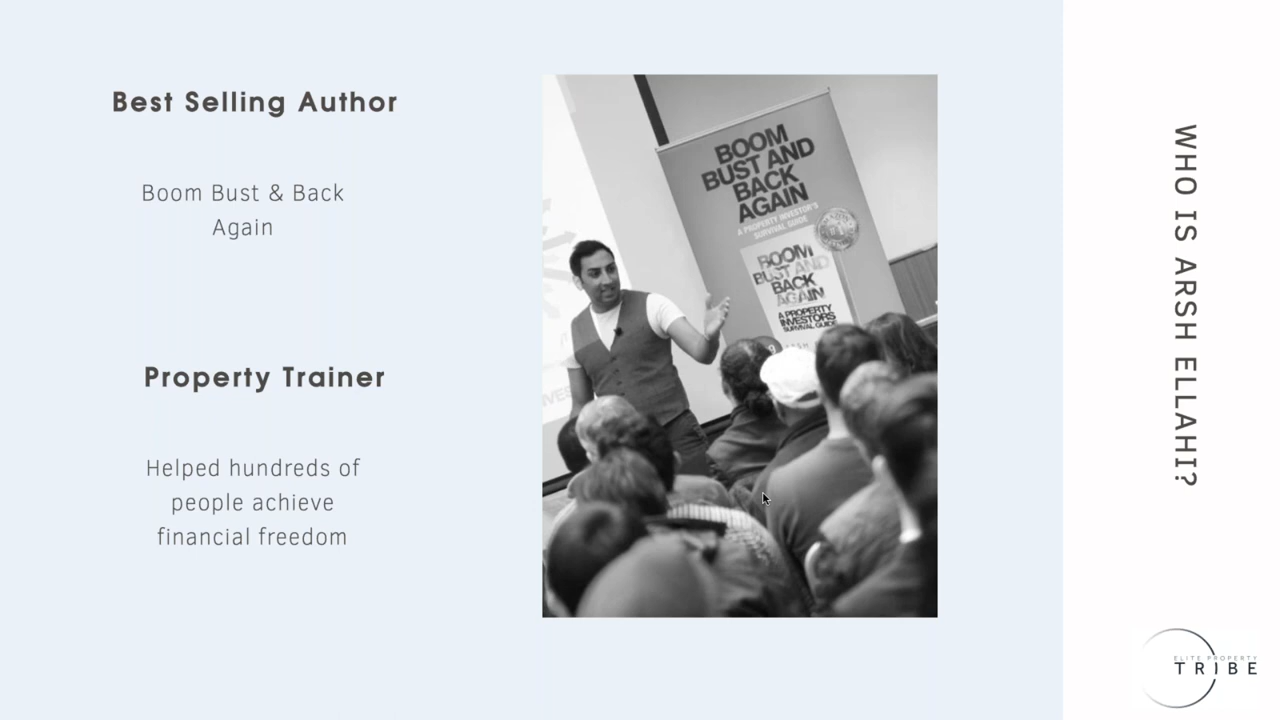 Best Selling Author
Boom Bust & Back
Again
Property Trainer
Helped hundreds of
people achieve
financial freedom
BOOM
BUST AND
BACK
AGAIN
A PROPERTY INVESTOR'S
SURVIVAL GUIDE
BOOM
BUST AND
BACK
AGAIN
A PROPERTY
INVESTORS
SURVIVAL GUIDE
WHO IS ARSH ELLAHI?
ELITE PROPERTY
TRIBE